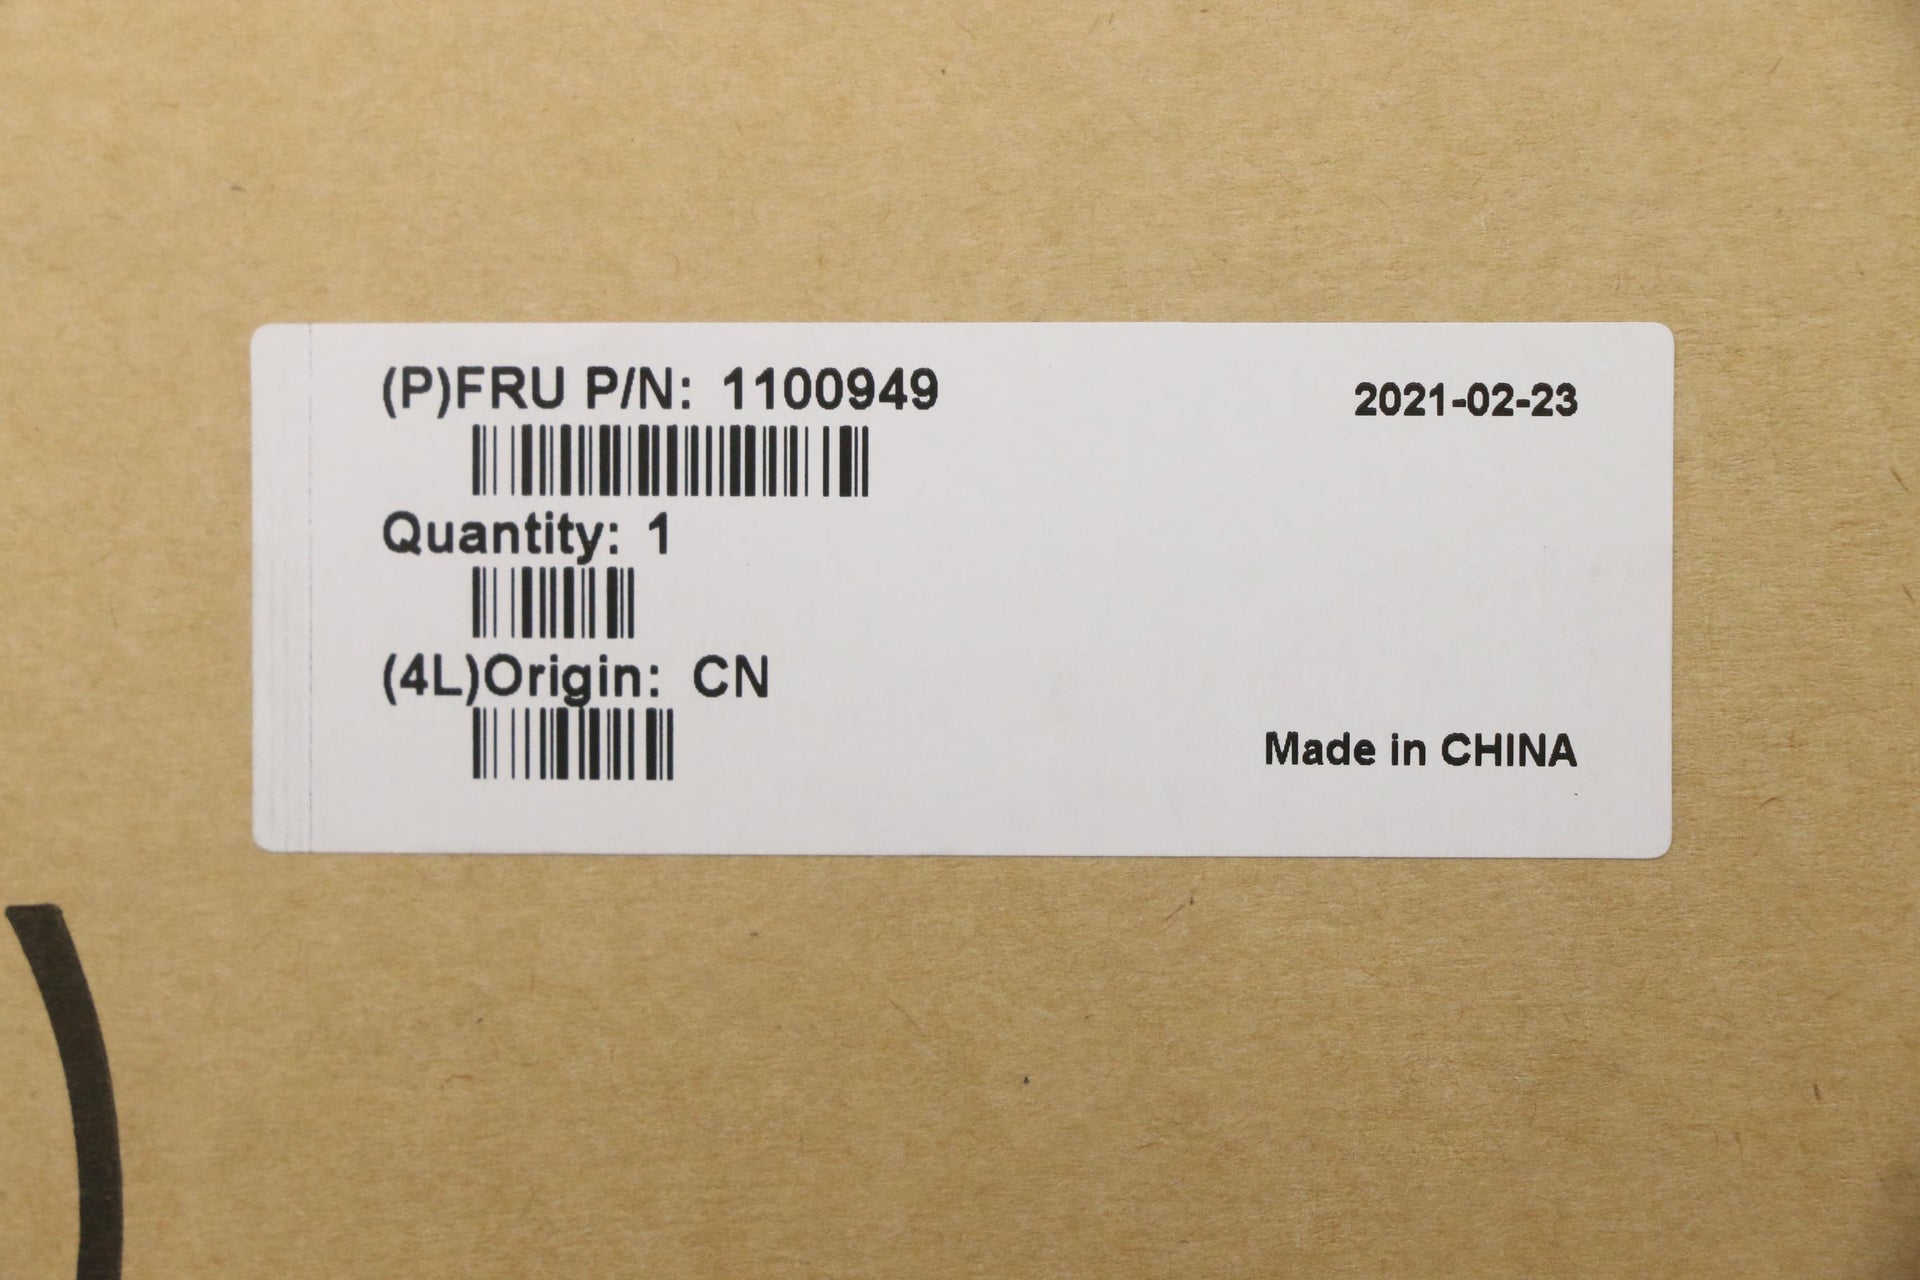 (P)FRU P/N: 1100949
2021-02-23
Quantity: 1
(4L)Origin: CN
Made in CHINA